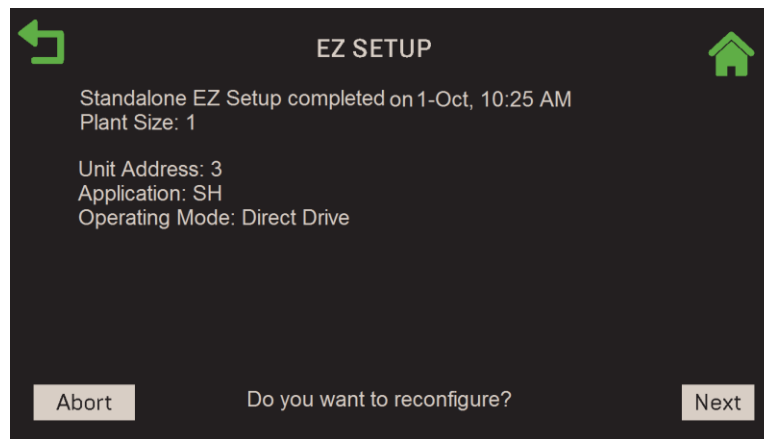 EZ SETUP
Standalone EZ Setup completed on 1-Oct, 10:25 AM
Plant Size: 1
Unit Address: 3
Application: SH
Operating Mode: Direct Drive
Abort
Do you want to reconfigure?
Next